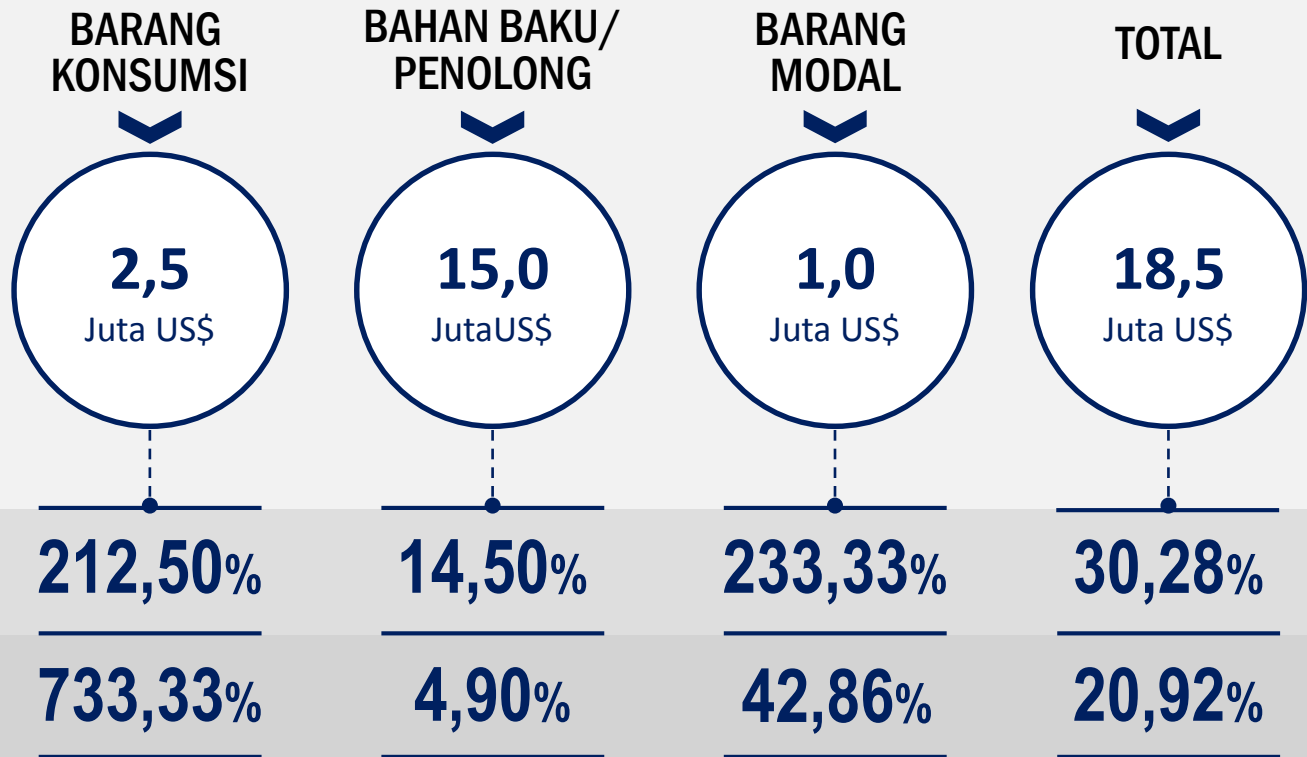 BARANG
KONSUMSI
BAHAN BAKU/
PENOLONG
BARANG
MODAL
TOTAL
2,5
Juta US$
15,0
JutaUS$
1,0
Juta US$
18,5
Juta US$
212,50%
14,50%
233,33%
30,28%
733,33%
4,90%
42,86%
20,92%